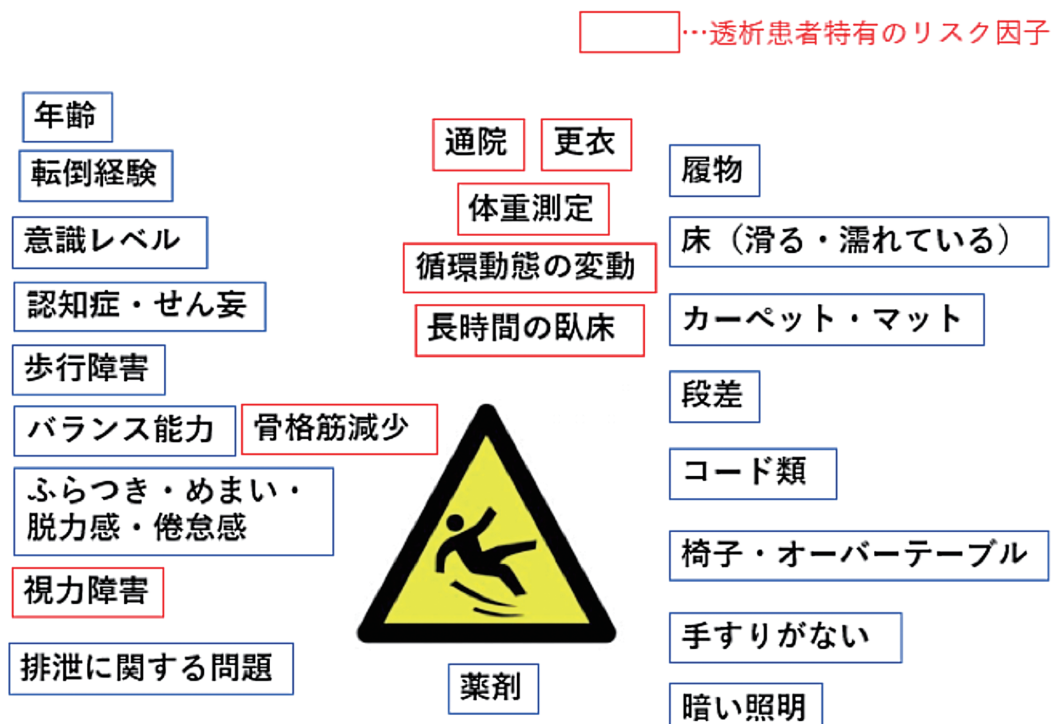 …透析患者特有のリスク因子
年齢
転倒経験
意識レベル
認知症・せん妄
歩行障害
バランス能力
骨格筋減少
ふらつき・めまい・
脱力感・倦怠感
視力障害
排泄に関する問題
通院
更衣
体重測定
循環動態の変動
長時間の臥床
薬剤
履物
床（滑る・濡れている）
カーペット・マット
段差
コード類
椅子・オーバーテーブル
手すりがない
暗い照明